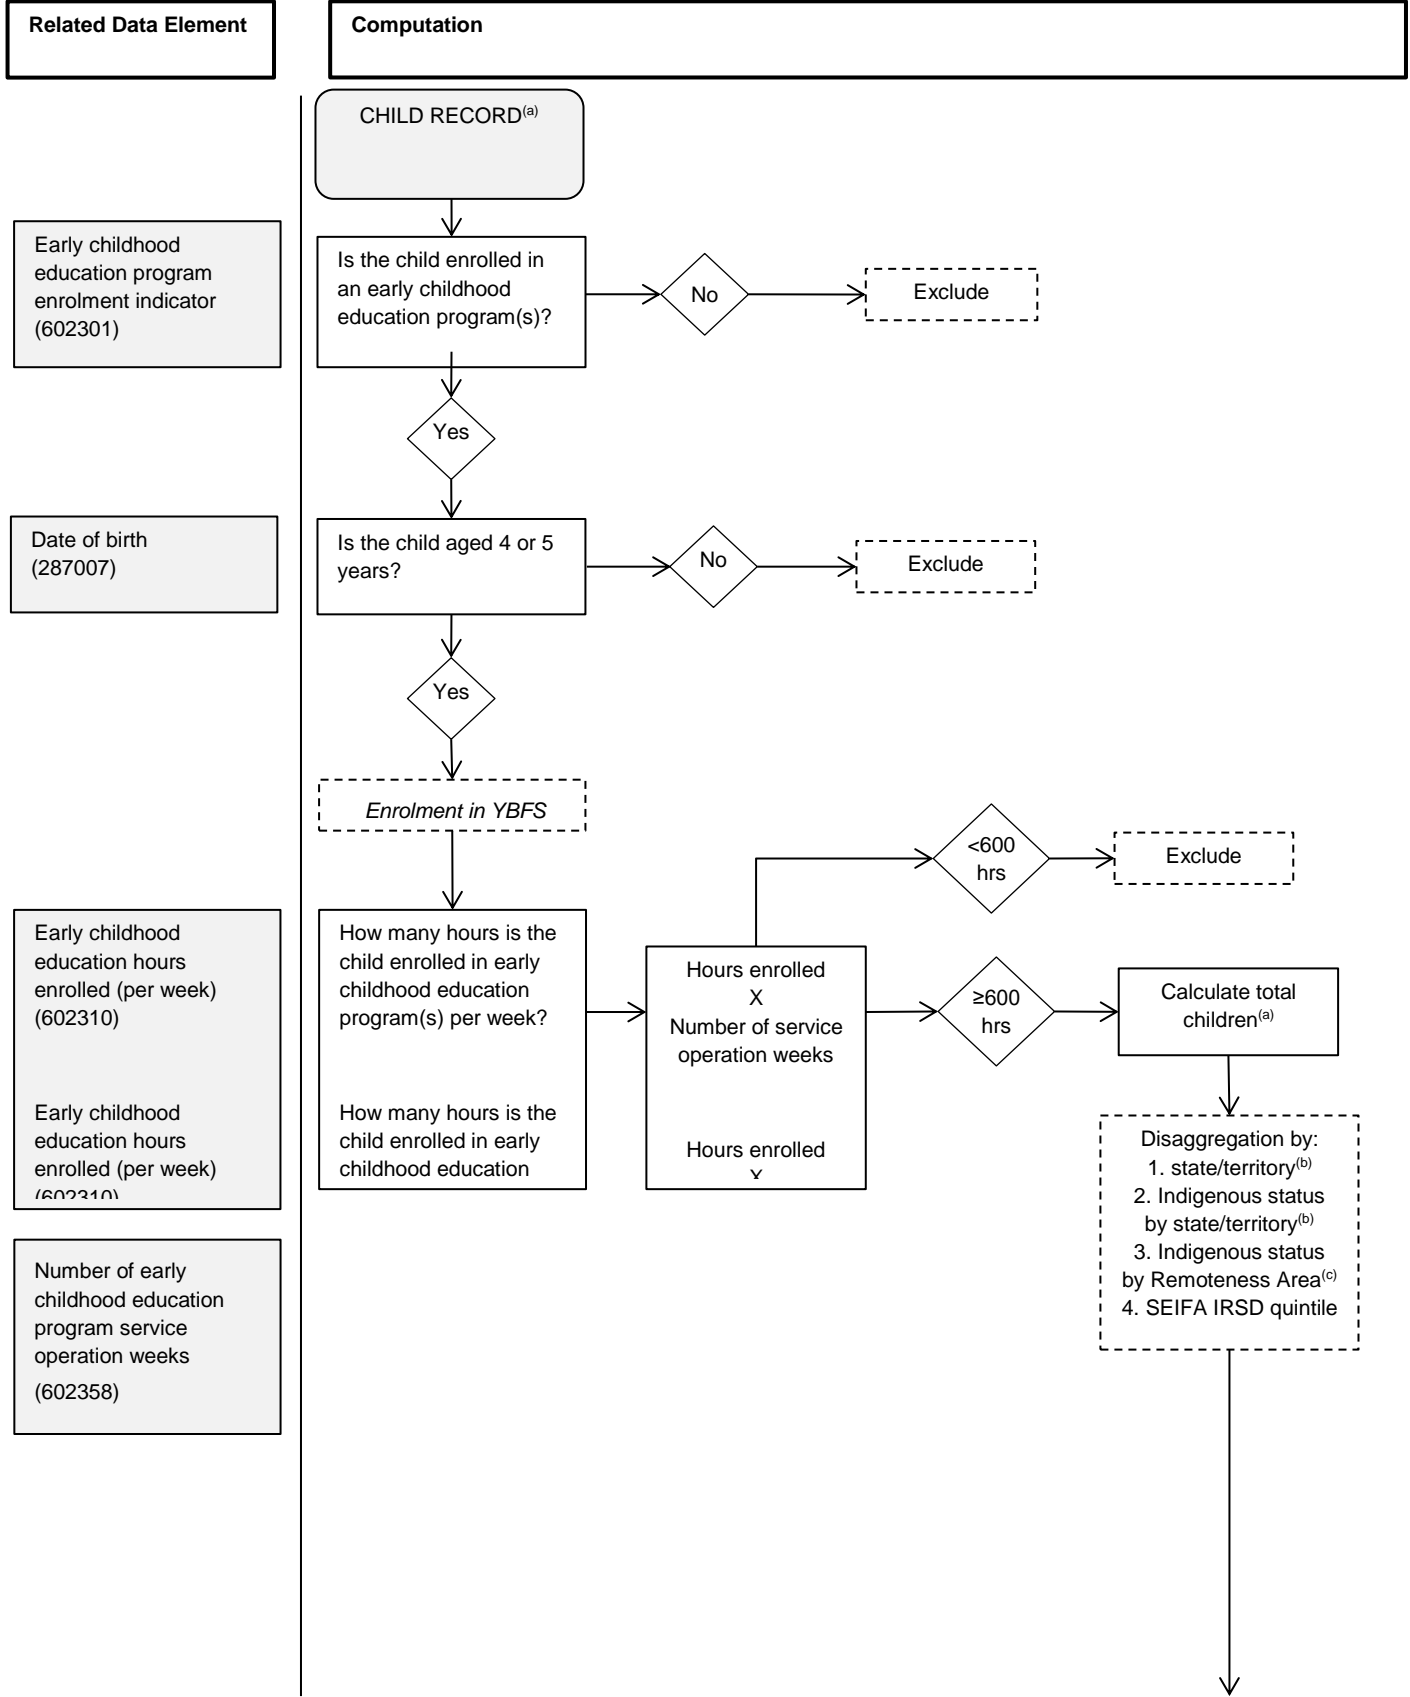 Related Data Element
Computation
CHILD RECORD(a)
Early childhood
education program
enrolment indicator
(602301)
Is the child enrolled in
an early childhood
education program(s)?
No
Exclude
Yes
Date of birth
(287007)
Is the child aged 4 or 5
years?
No
Exclude
Yes
Enrolment in YBFS
<600
hrs
Exclude
Early childhood
education hours
enrolled (per week)
(602310)
Early childhood
education hours
enrolled (per week)
(602310)
How many hours is the
child enrolled in early
childhood education
program(s) per week?
How many hours is the
child enrolled in early
childhood education
Hours enrolled
X
Number of service
operation weeks
Hours enrolled
X
≥600
hrs
Calculate total
children(a)
Disaggregation by:
1. state/territory(b)
2. Indigenous status
by state/territory(b)
3. Indigenous status
by Remoteness Area(c)
4. SEIFA IRSD quintile
Number of early
childhood education
program service
operation weeks
(602358)